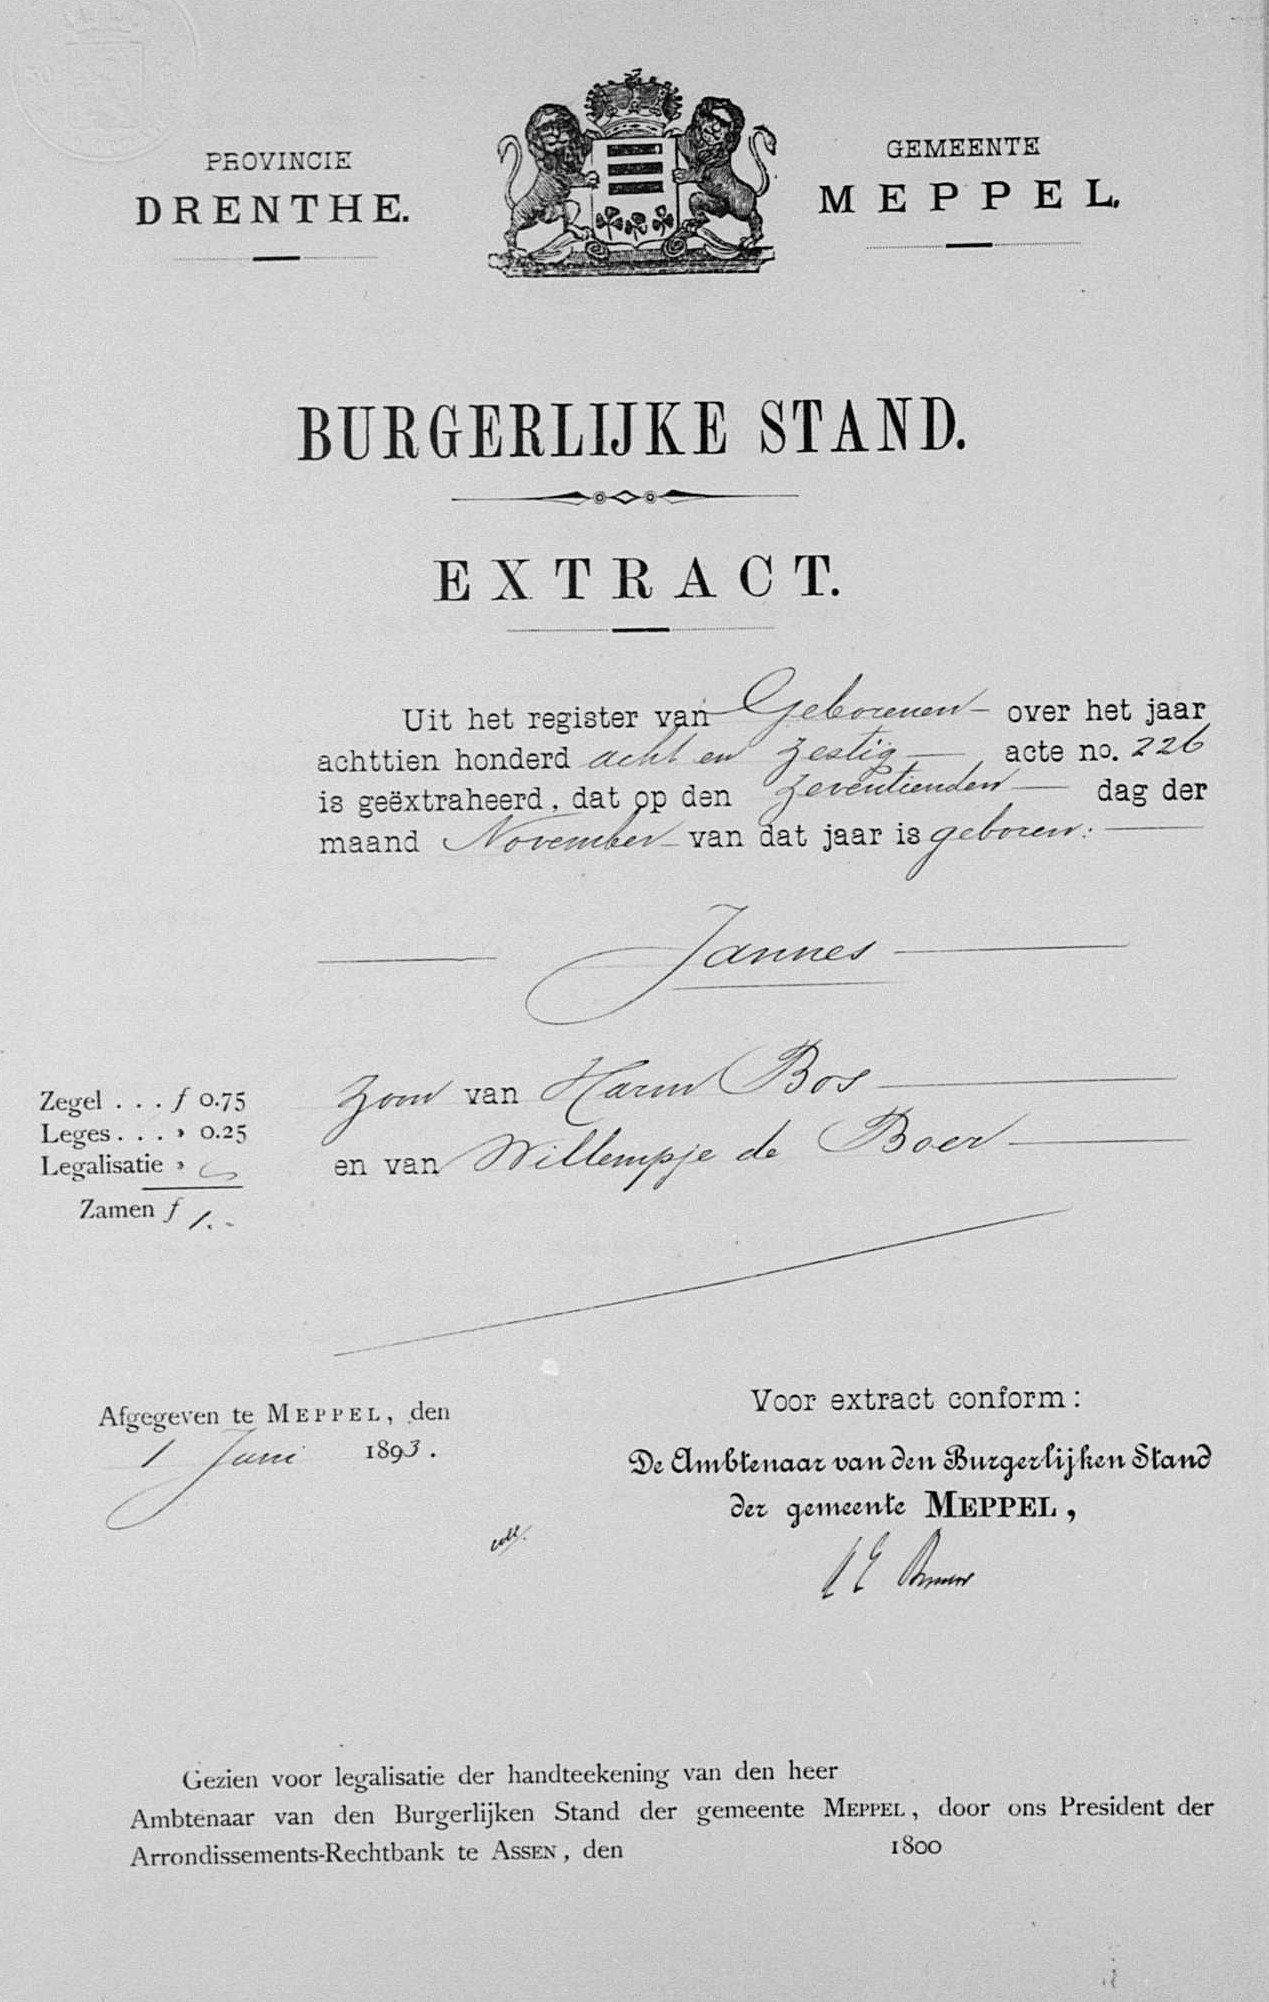 PROVINCIE
DRENTHE.
GEMEENTE
MEPPEL.
BURGERLIJKE STAND.
EXTRACT.
Uit het register van Geborenen over het jaar
achttien honderd acht en zestig acte no. 226
is geëxtraheerd, dat op den zeventienden dag der
maand November van dat jaar is geboren:
Jannes
Zoon van Harm Bos
en van Willempje de Boer
Zegel . . . f 0.75
Leges . . . " 0.25
Legalisatie "
Zamen f 1.-
Afgegeven te MEPPEL, den
1 Juni 1893.
coll.
Voor extract conform:
De Ambtenaar van den Burgerlijken Stand
der gemeente MEPPEL,
Gezien voor legalisatie der handteekening van den heer
Ambtenaar van den Burgerlijken Stand der gemeente MEPPEL, door ons President der
Arrondissements-Rechtbank te ASSEN, den 1800